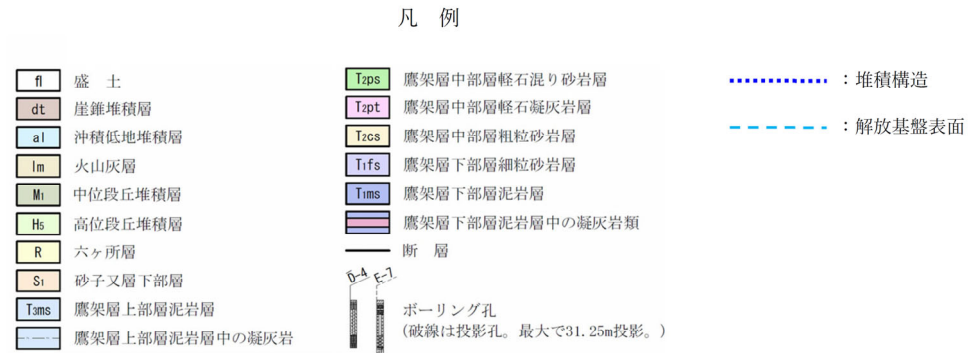 凡 例
fl 盛 土
dt 崖錐堆積層
al 沖積低地堆積層
lm 火山灰層
M1 中位段丘堆積層
H5 高位段丘堆積層
R 六ヶ所層
S1 砂子又層下部層
T3ms 鷹架層上部層泥岩層
鷹架層上部層泥岩層中の凝灰岩
T2ps 鷹架層中部層軽石混り砂岩層
T2pt 鷹架層中部層軽石凝灰岩層
T2cs 鷹架層中部層粗粒砂岩層
T1fs 鷹架層下部層細粒砂岩層
T1ms 鷹架層下部層泥岩層
鷹架層下部層泥岩層中の凝灰岩類
断 層
D-4 E-7
ボーリング孔
(破線は投影孔。最大で31.25m投影。)
：堆積構造
：解放基盤表面